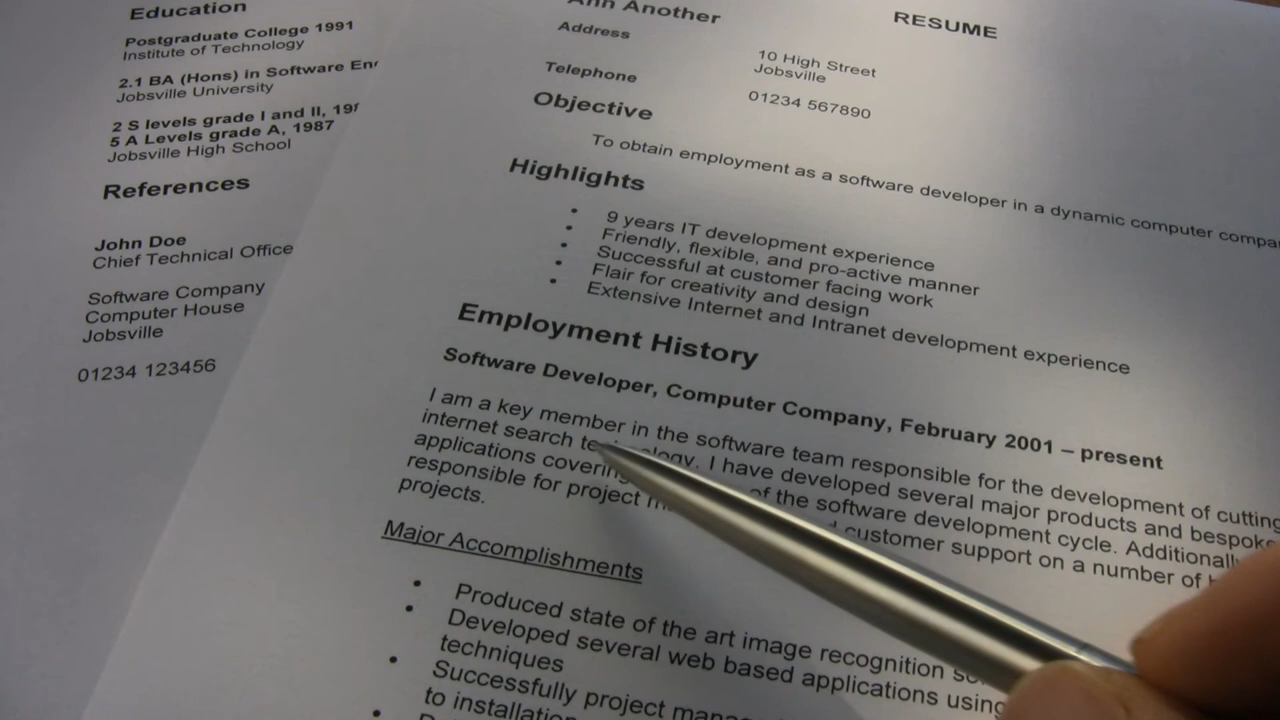 Education
Postgraduate College 1991
Institute of Technology
2.1 BA (Hons) in Software
Jobsville University
2 S levels grade I and II,
5 A Levels grade A, 1987
Jobsville High School
References
John Doe
Chief Technical Office
Software Company
Computer House
Jobsville
01234 123456
RESUME
Ann Another
Address
10 High Street
Jobsville
Telephone
01234 567890
Objective
To obtain employment as a software developer in a dynamic computer
Highlights
• 9 years IT development experience
• Friendly, flexible, and pro-active manner
• Successful at customer facing work
• Flair for creativity and design
• Extensive Internet and Intranet development experience
Employment History
Software Developer, Computer Company, February 2001 – present
I am a key member in the software team responsible for the development of cutting
internet search I have developed several major products and bespoke
applications of the software development cycle. Additionally
responsible for project customer support on a number of
projects.
Major Accomplishments
• Produced state of the art image recognition
• Developed several web based applications using
techniques
• Successfully project
to